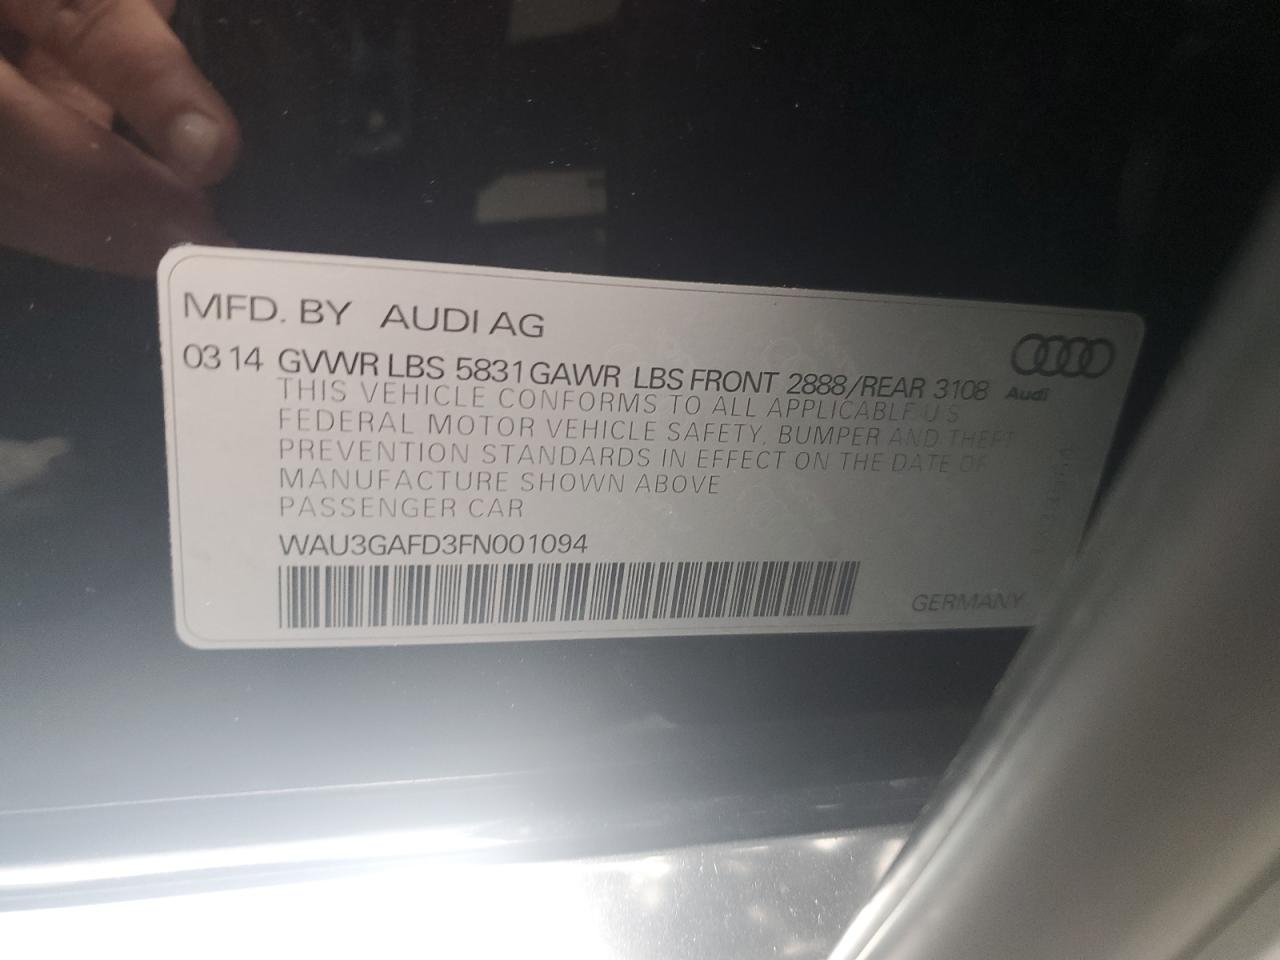 MFD. BY AUDI AG
03 14 GVWR LBS 5831 GAWR LBS FRONT 2888/REAR 3108
Audi
THIS VEHICLE CONFORMS TO ALL APPLICABLE U S
FEDERAL MOTOR VEHICLE SAFETY, BUMPER AND THEFT
PREVENTION STANDARDS IN EFFECT ON THE DATE OF
MANUFACTURE SHOWN ABOVE
PASSENGER CAR
WAU3GAFD3FN001094
GERMANY